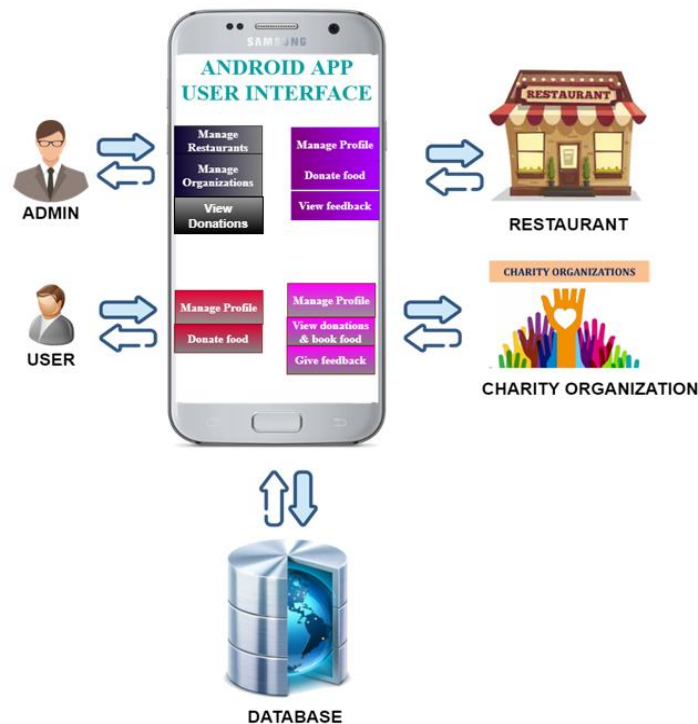 SAMSUNG
ANDROID APP
USER INTERFACE
Manage
Restaurants
Manage
Organizations
View
Donations
Manage Profile
Donate food
View feedback
ADMIN
RESTAURANT
RESTAURANT
Manage Profile
Donate food
Manage Profile
View donations
& book food
Give feedback
USER
CHARITY ORGANIZATIONS
CHARITY ORGANIZATION
DATABASE